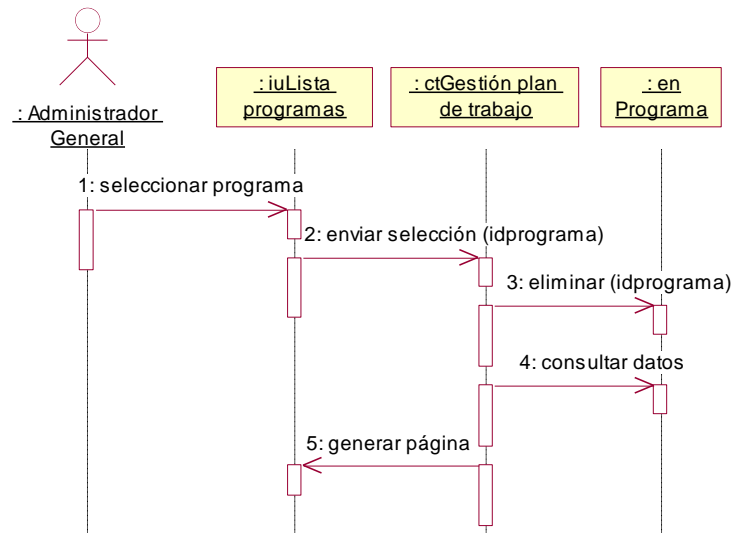 : Administrador
General
: iuLista
programas
: ctGestión plan
de trabajo
: en
Programa
1: seleccionar programa
2: enviar selección (idprograma)
3: eliminar (idprograma)
4: consultar datos
5: generar página